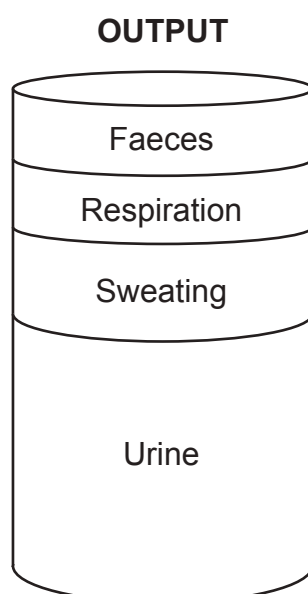 OUTPUT
Faeces
Respiration
Sweating
Urine